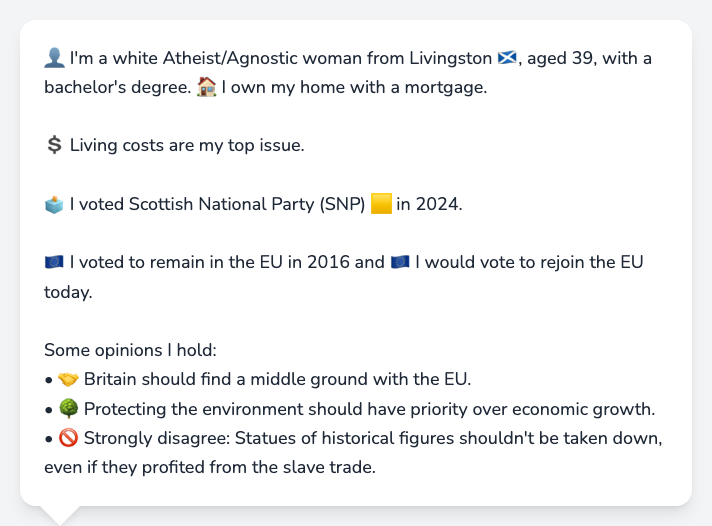 👤 I'm a white Atheist/Agnostic woman from Livingston 🏴󠁧󠁢󠁳󠁣󠁴󠁿, aged 39, with a
bachelor's degree. 🏠 I own my home with a mortgage.
💲 Living costs are my top issue.
🗳️ I voted Scottish National Party (SNP) 🟨 in 2024.
🇪🇺 I voted to remain in the EU in 2016 and 🇪🇺 I would vote to rejoin the EU
today.
Some opinions I hold:
• 🤝 Britain should find a middle ground with the EU.
• 🌳 Protecting the environment should have priority over economic growth.
• 🚫 Strongly disagree: Statues of historical figures shouldn't be taken down,
even if they profited from the slave trade.